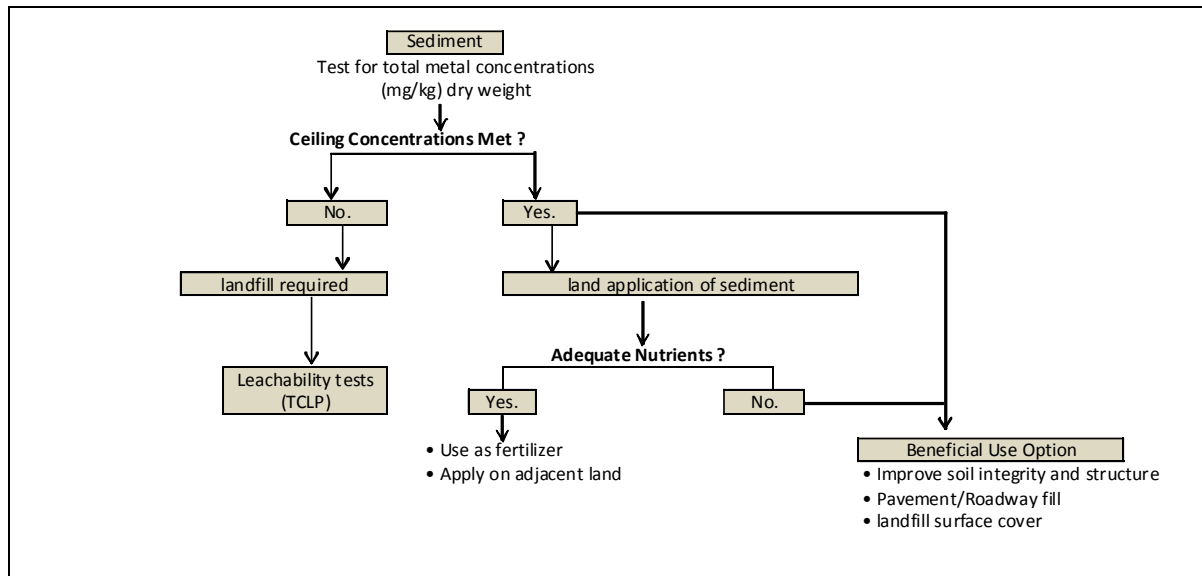 Sediment
Test for total metal concentrations
(mg/kg) dry weight
Ceiling Concentrations Met ?
No.
Yes.
landfill required
land application of sediment
Adequate Nutrients ?
Leachability tests
(TCLP)
Yes.
No.
• Use as fertilizer
• Apply on adjacent land
Beneficial Use Option
• Improve soil integrity and structure
• Pavement/Roadway fill
• landfill surface cover